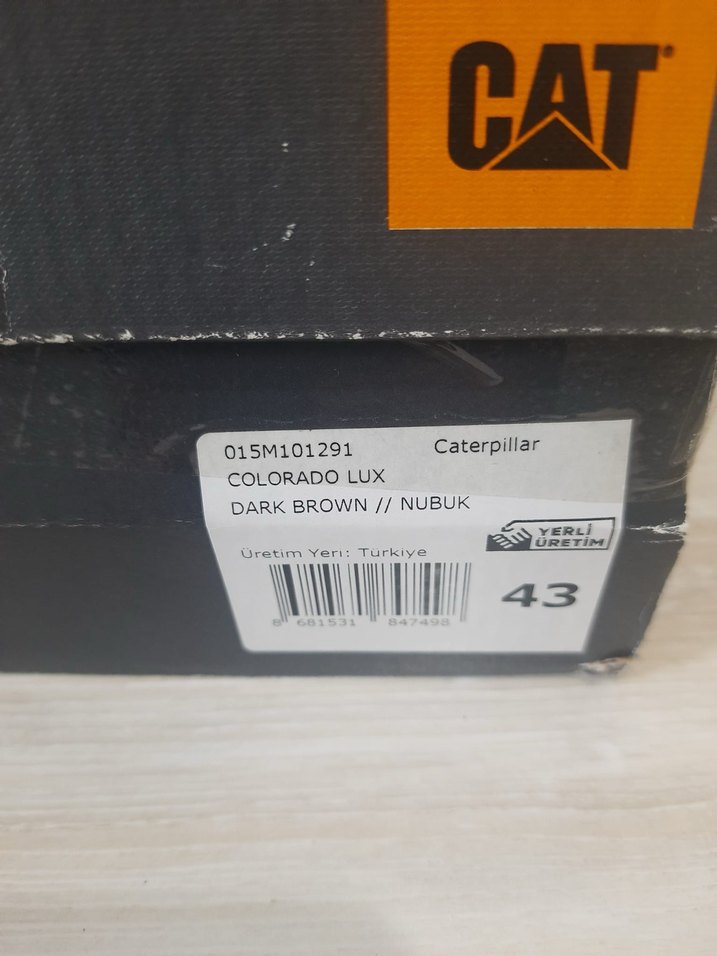 CAT®
015M101291 Caterpillar
COLORADO LUX
DARK BROWN // NUBUK
YERLİ
ÜRETİM
Üretim Yeri: Türkiye
43
8 681531 847498